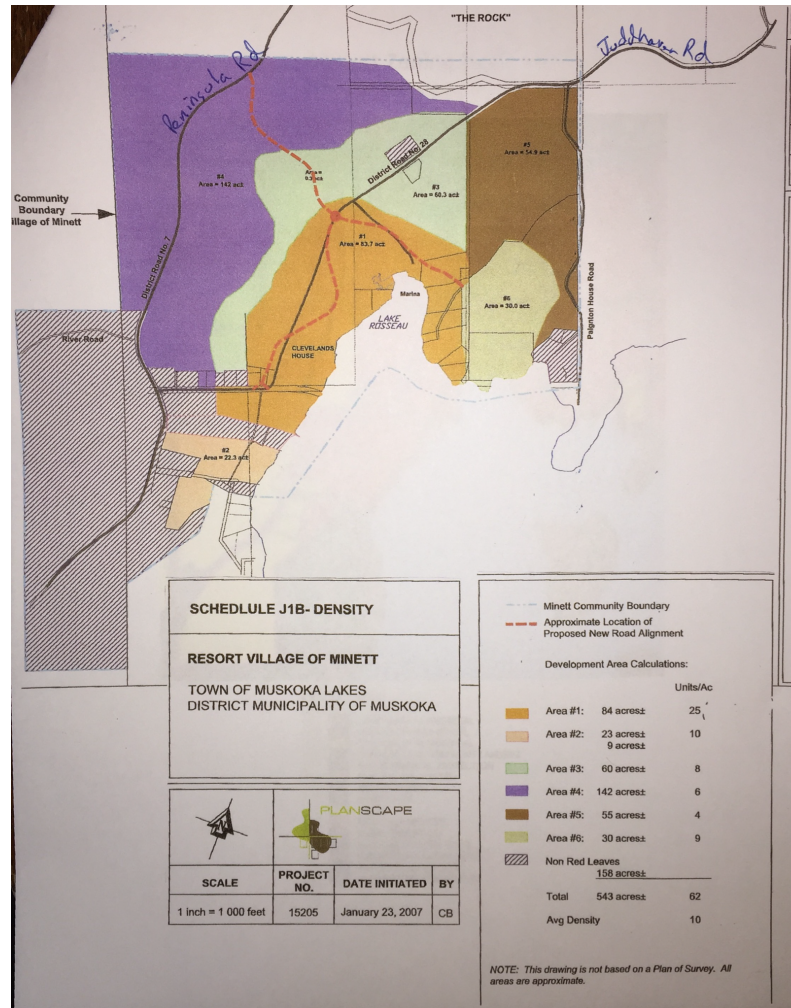 "THE ROCK"
Peninsula Rd
Juddhaven Rd
#4
Area = 142 ac±
Area =
9.3 ac±
District Road No. 28
#3
Area = 60.3 ac±
#5
Area = 54.9 ac±
Community
Boundary
illage of Minett
#1
Area = 83.7 ac±
District Road No. 7
Marina
#6
Area = 30.0 ac±
Paignton House Road
LAKE
ROSSEAU
River Road
CLEVELANDS
HOUSE
#2
Area = 22.3 ac±
SCHEDLULE J1B- DENSITY
RESORT VILLAGE OF MINETT
TOWN OF MUSKOKA LAKES
DISTRICT MUNICIPALITY OF MUSKOKA
PLANSCAPE
SCALE PROJECT NO. DATE INITIATED BY
1 inch = 1 000 feet 15205 January 23, 2007 CB
Minett Community Boundary
Approximate Location of
Proposed New Road Alignment
Development Area Calculations:
Units/Ac
Area #1: 84 acres± 25
Area #2: 23 acres± 10
9 acres±
Area #3: 60 acres± 8
Area #4: 142 acres± 6
Area #5: 55 acres± 4
Area #6: 30 acres± 9
Non Red Leaves
158 acres±
Total 543 acres± 62
Avg Density 10
NOTE: This drawing is not based on a Plan of Survey. All
areas are approximate.